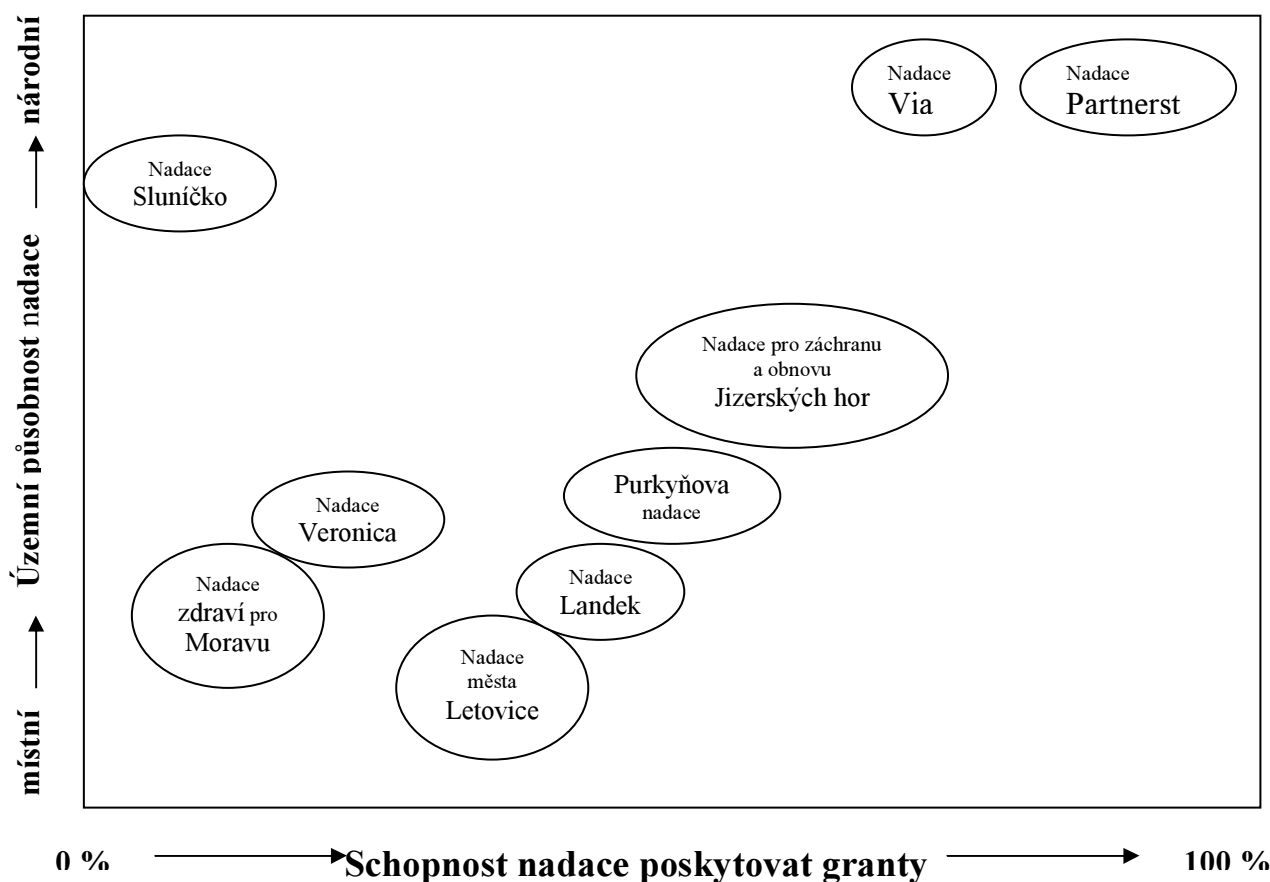 národní
Územní působnost nadace
místní
Nadace
Via
Nadace
Partnerst
Nadace
Sluníčko
Nadace pro záchranu
a obnovu
Jizerských hor
Purkyňova
nadace
Nadace
Veronica
Nadace
Landek
Nadace
zdraví pro
Moravu
Nadace
města
Letovice
0 %
Schopnost nadace poskytovat granty
100 %